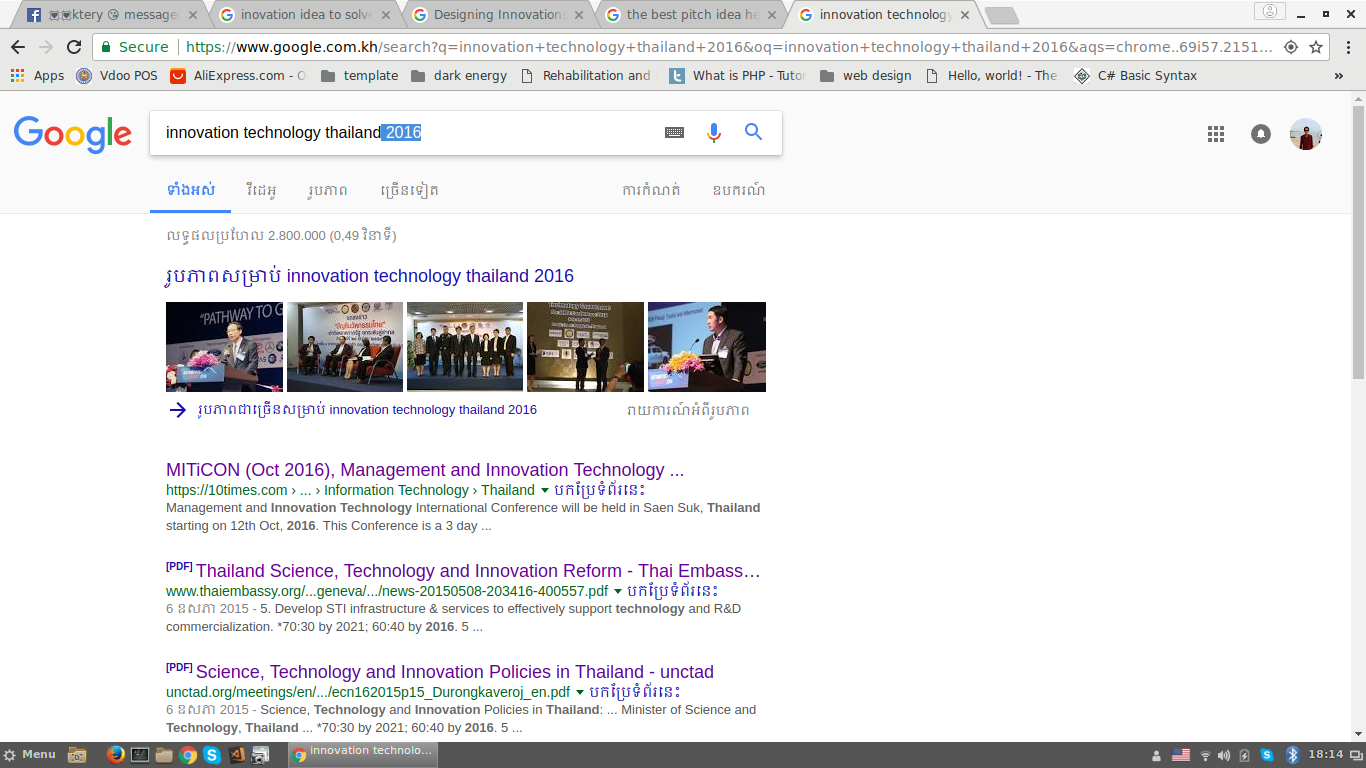 ktery message
inovation idea to solve
Designing Innovations
the best pitch idea he
innovation technology
Secure https://www.google.com.kh/search?q=innovation+technology+thailand+2016&oq=innovation+technology+thailand+2016&aqs=chrome..69i57.2151...
Apps Vdoo POS AliExpress.com - O template dark energy Rehabilitation and What is PHP - Tutor web design Hello, world! - The C# Basic Syntax »
Google innovation technology thailand 2016
ទាំងអស់ វីដេអូ រូបភាព ច្រើនទៀត ការកំណត់ ឧបករណ៍
លទ្ធផលប្រហែល 2.800.000 (0,49 វិនាទី)
រូបភាពសម្រាប់ innovation technology thailand 2016
"PATHWAY TO G
រូបភាពជាច្រើនសម្រាប់ innovation technology thailand 2016 រាយការណ៍អំពីរូបភាព
MITiCON (Oct 2016), Management and Innovation Technology ...
https://10times.com › ... › Information Technology › Thailand បកប្រែទំព័រនេះ
Management and Innovation Technology International Conference will be held in Saen Suk, Thailand
starting on 12th Oct, 2016. This Conference is a 3 day ...
[PDF] Thailand Science, Technology and Innovation Reform - Thai Embass…
www.thaiembassy.org/...geneva/.../news-20150508-203416-400557.pdf បកប្រែទំព័រនេះ
6 ឧសភា 2015 - 5. Develop STI infrastructure & services to effectively support technology and R&D
commercialization. *70:30 by 2021; 60:40 by 2016. 5 ...
[PDF] Science, Technology and Innovation Policies in Thailand - unctad
unctad.org/meetings/en/.../ecn162015p15_Durongkaveroj_en.pdf បកប្រែទំព័រនេះ
6 ឧសភា 2015 - Science, Technology and Innovation Policies in Thailand: ... Minister of Science and
Technology, Thailand ... *70:30 by 2021; 60:40 by 2016. 5 ...
Menu innovation technolo... 18:14